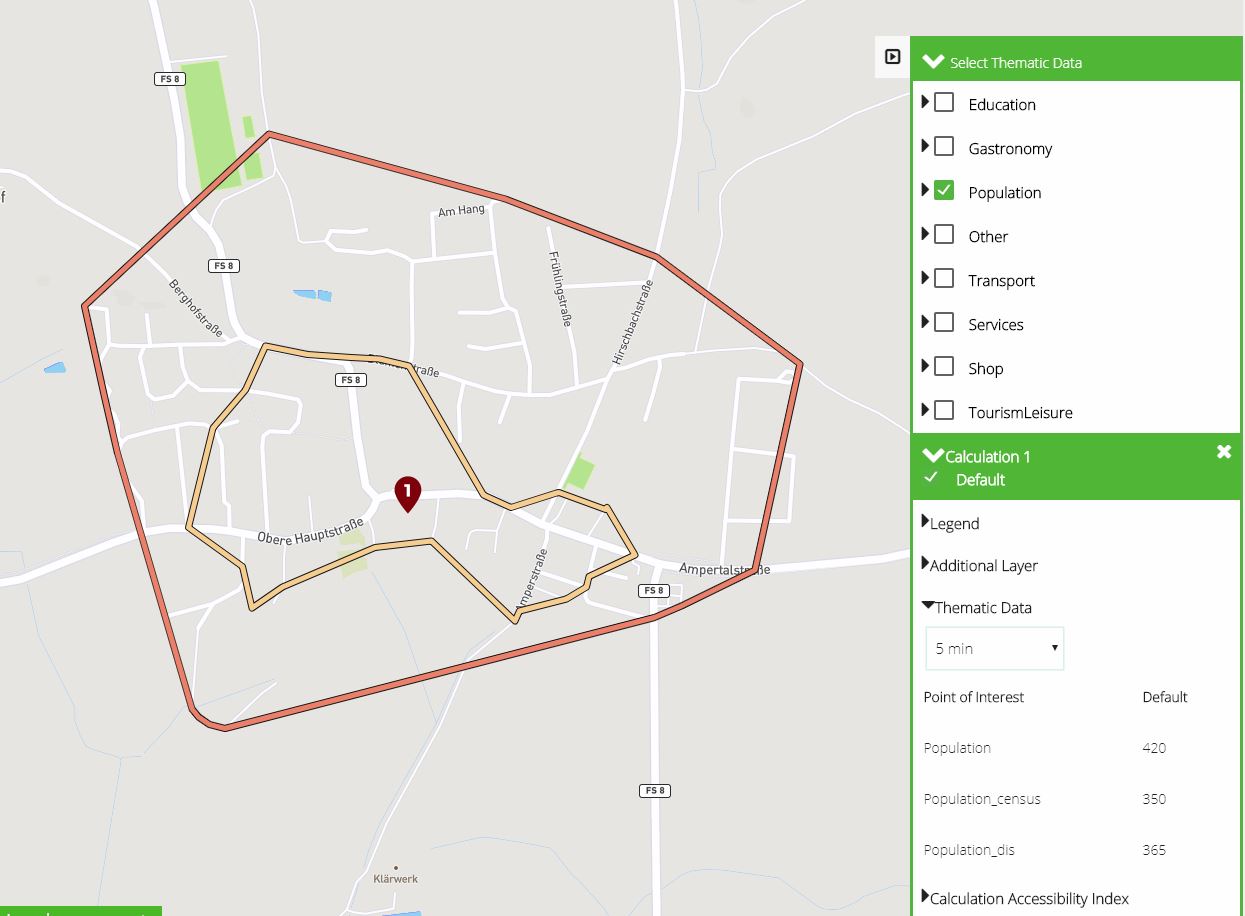 FS 8
f
Am Hang
FS 8
Berghofstraße
Frühlingstraße
Hirschbachstraße
straße
FS 8
1
Obere Hauptstraße
Amperstraße
Ampertalstraße
FS 8
FS 8
Klärwerk
Select Thematic Data
Education
Gastronomy
Population
Other
Transport
Services
Shop
TourismLeisure
Calculation 1
Default
Legend
Additional Layer
Thematic Data
5 min
Point of Interest Default
Population 420
Population_census 350
Population_dis 365
Calculation Accessibility Index